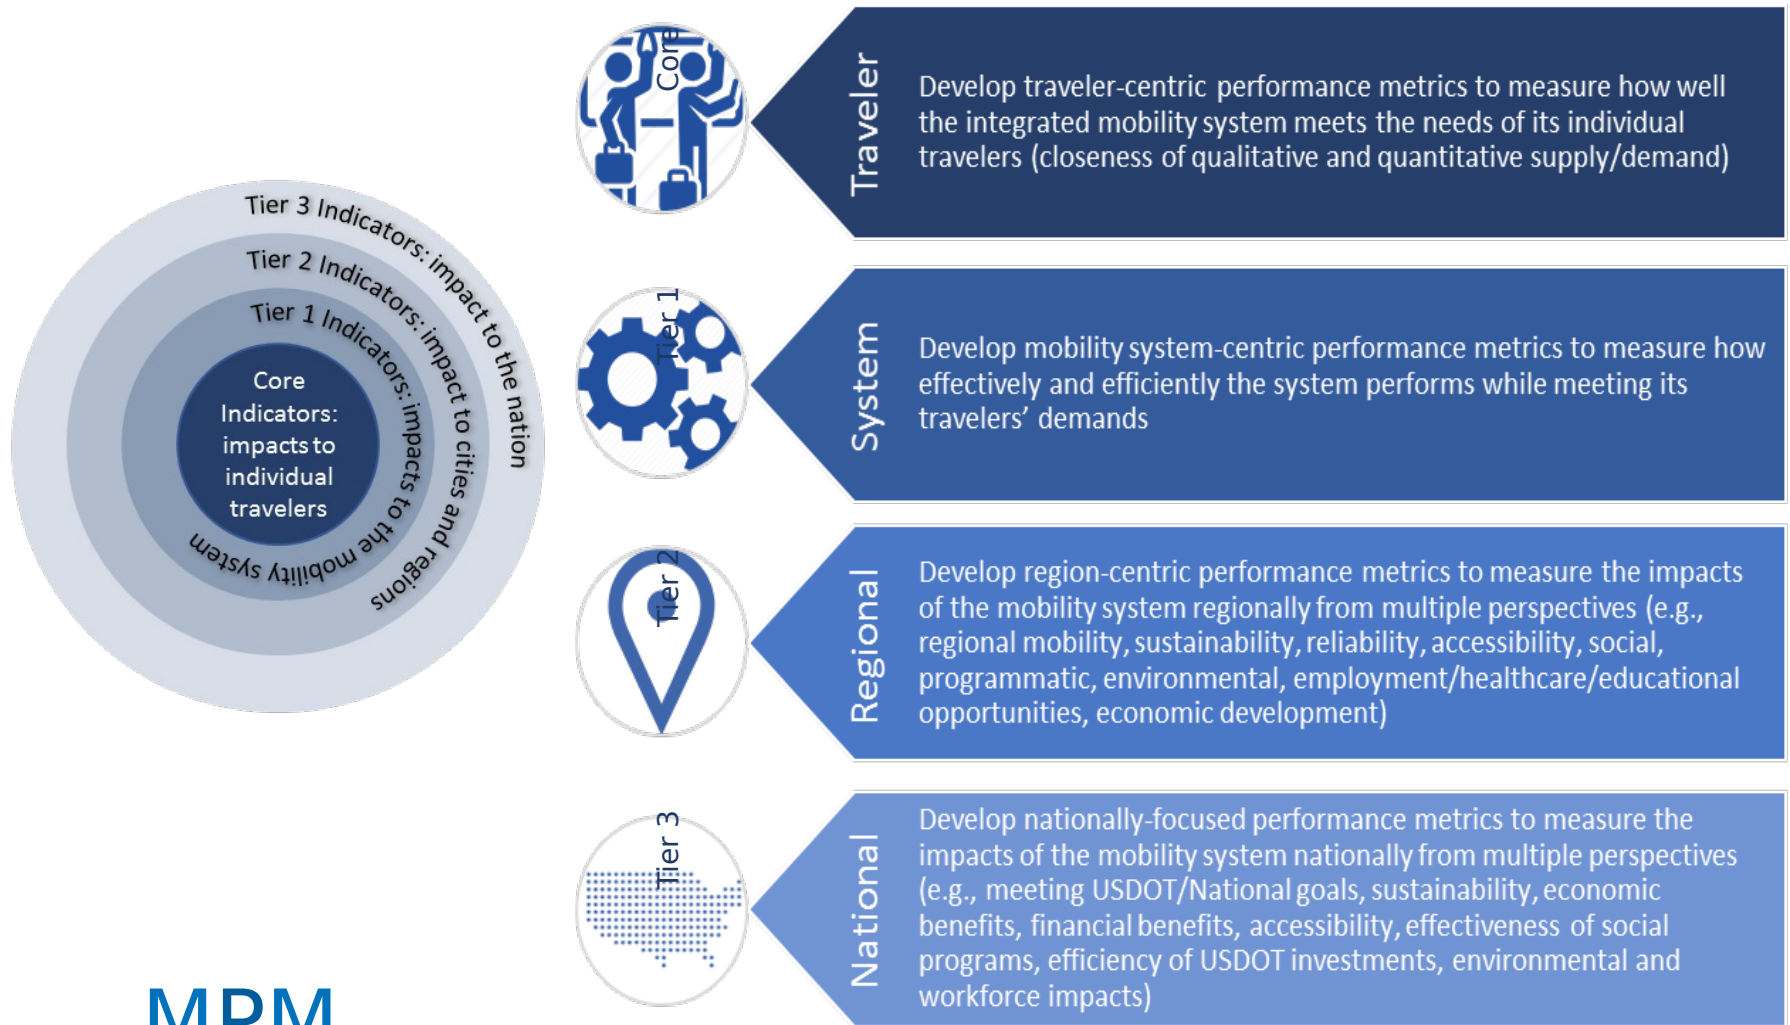 Tier 3 Indicators: impact to the nation
Tier 2 Indicators: impact to cities and regions
Tier 1 Indicators: impacts to the mobility system
Core
Indicators:
impacts to
individual
travelers
Core
Traveler
Develop traveler-centric performance metrics to measure how well
the integrated mobility system meets the needs of its individual
travelers (closeness of qualitative and quantitative supply/demand)
Tier 1
System
Develop mobility system-centric performance metrics to measure how
effectively and efficiently the system performs while meeting its
travelers’ demands
Tier 2
Regional
Develop region-centric performance metrics to measure the impacts
of the mobility system regionally from multiple perspectives (e.g.,
regional mobility, sustainability, reliability, accessibility, social,
programmatic, environmental, employment/healthcare/educational
opportunities, economic development)
Tier 3
National
Develop nationally-focused performance metrics to measure the
impacts of the mobility system nationally from multiple perspectives
(e.g., meeting USDOT/National goals, sustainability, economic
benefits, financial benefits, accessibility, effectiveness of social
programs, efficiency of USDOT investments, environmental and
workforce impacts)
MPM